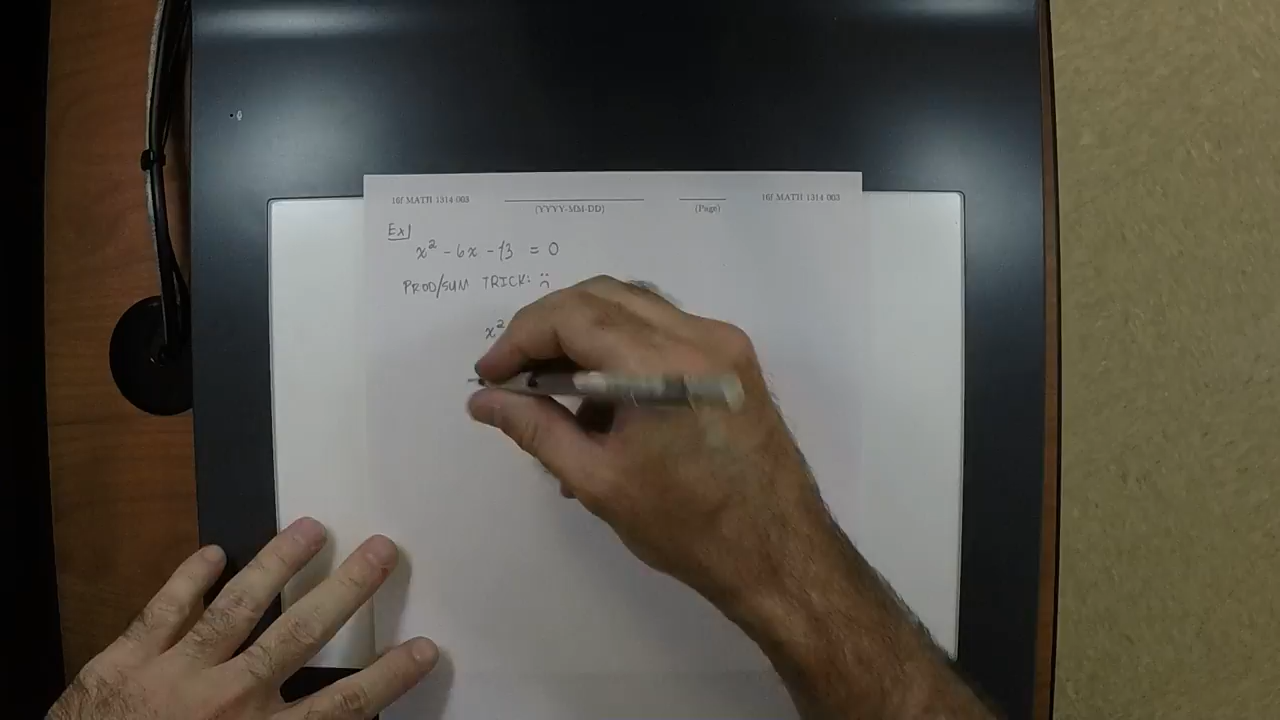 16f MATH 1314 003 (YYYY-MM-DD) (Page) 16f MATH 1314 003
Ex)
x² - 6x - 13 = 0
PROD/SUM TRICK: :(
x²